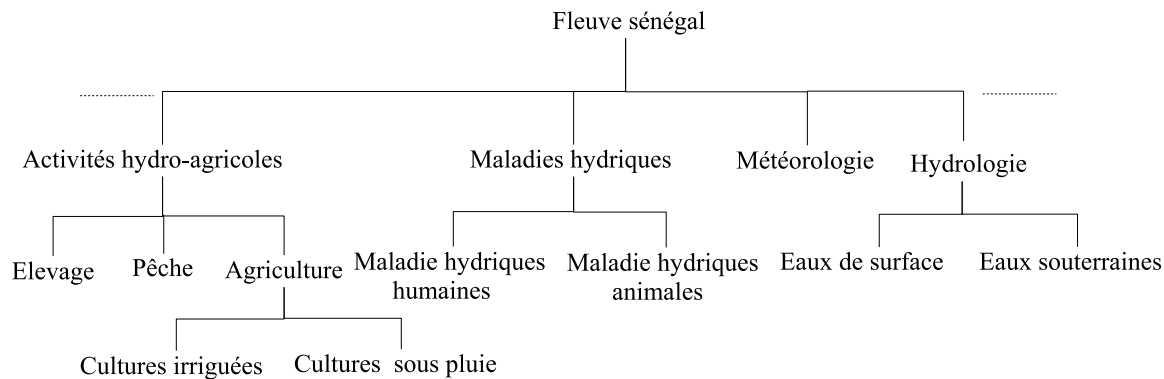 Fleuve sénégal
Activités hydro-agricoles
Maladies hydriques
Météorologie
Hydrologie
Elevage
Pêche
Agriculture
Maladie hydriques
humaines
Maladie hydriques
animales
Eaux de surface
Eaux souterraines
Cultures irriguées
Cultures sous pluie